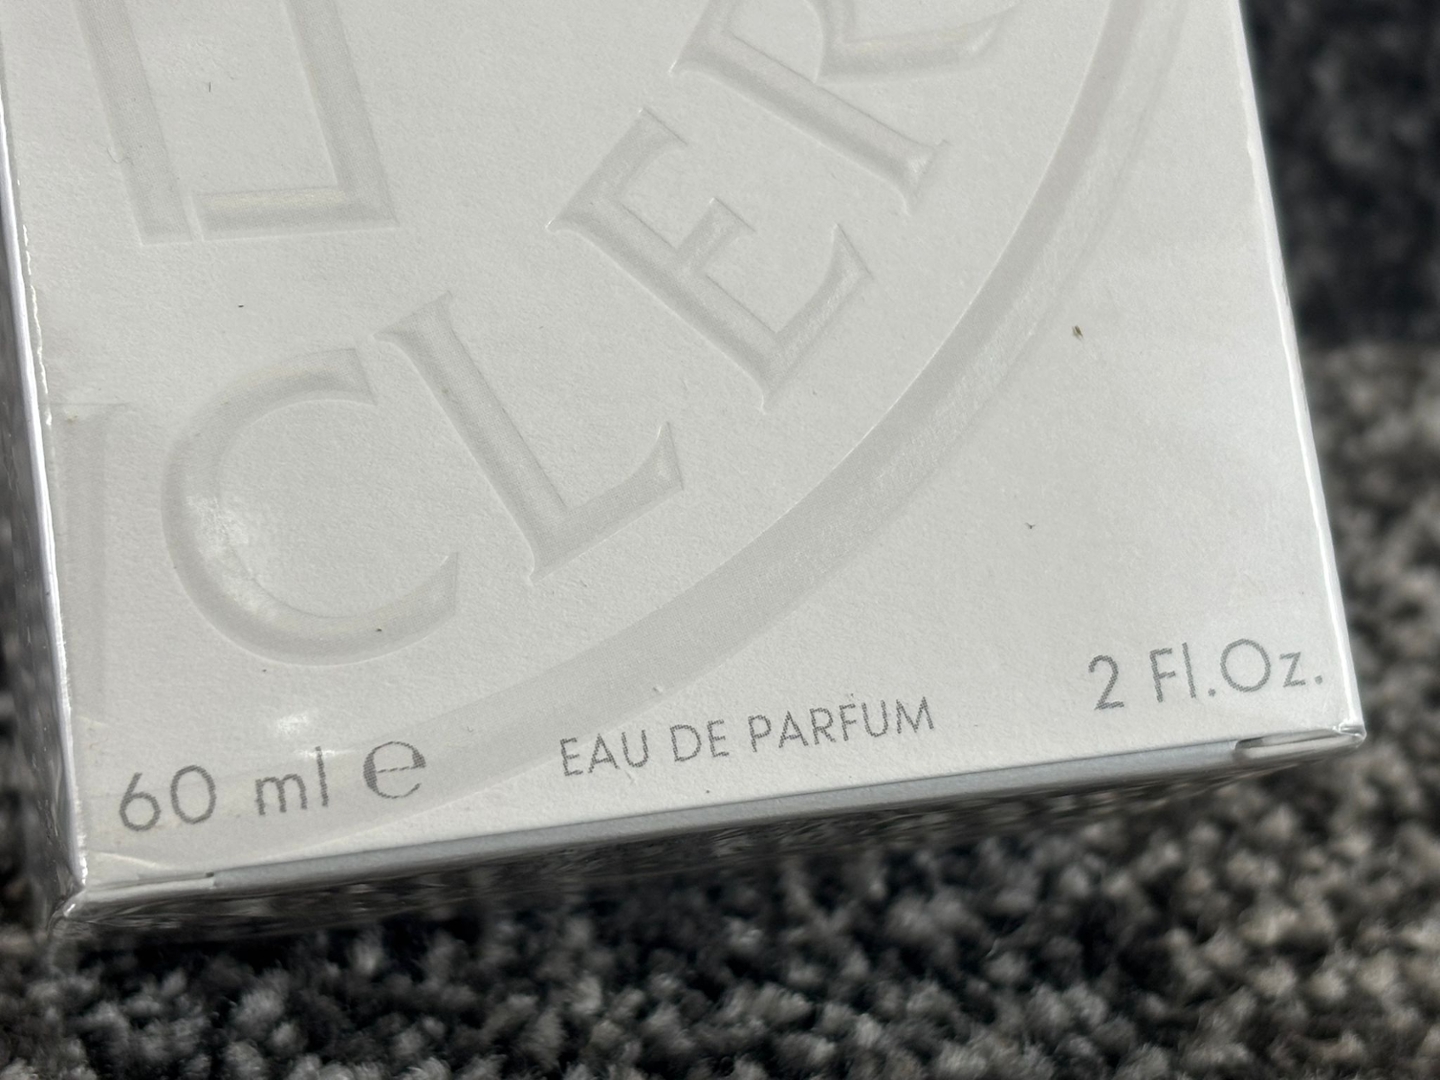 CLER
60 ml ℮
EAU DE PARFUM
2 Fl.Oz.